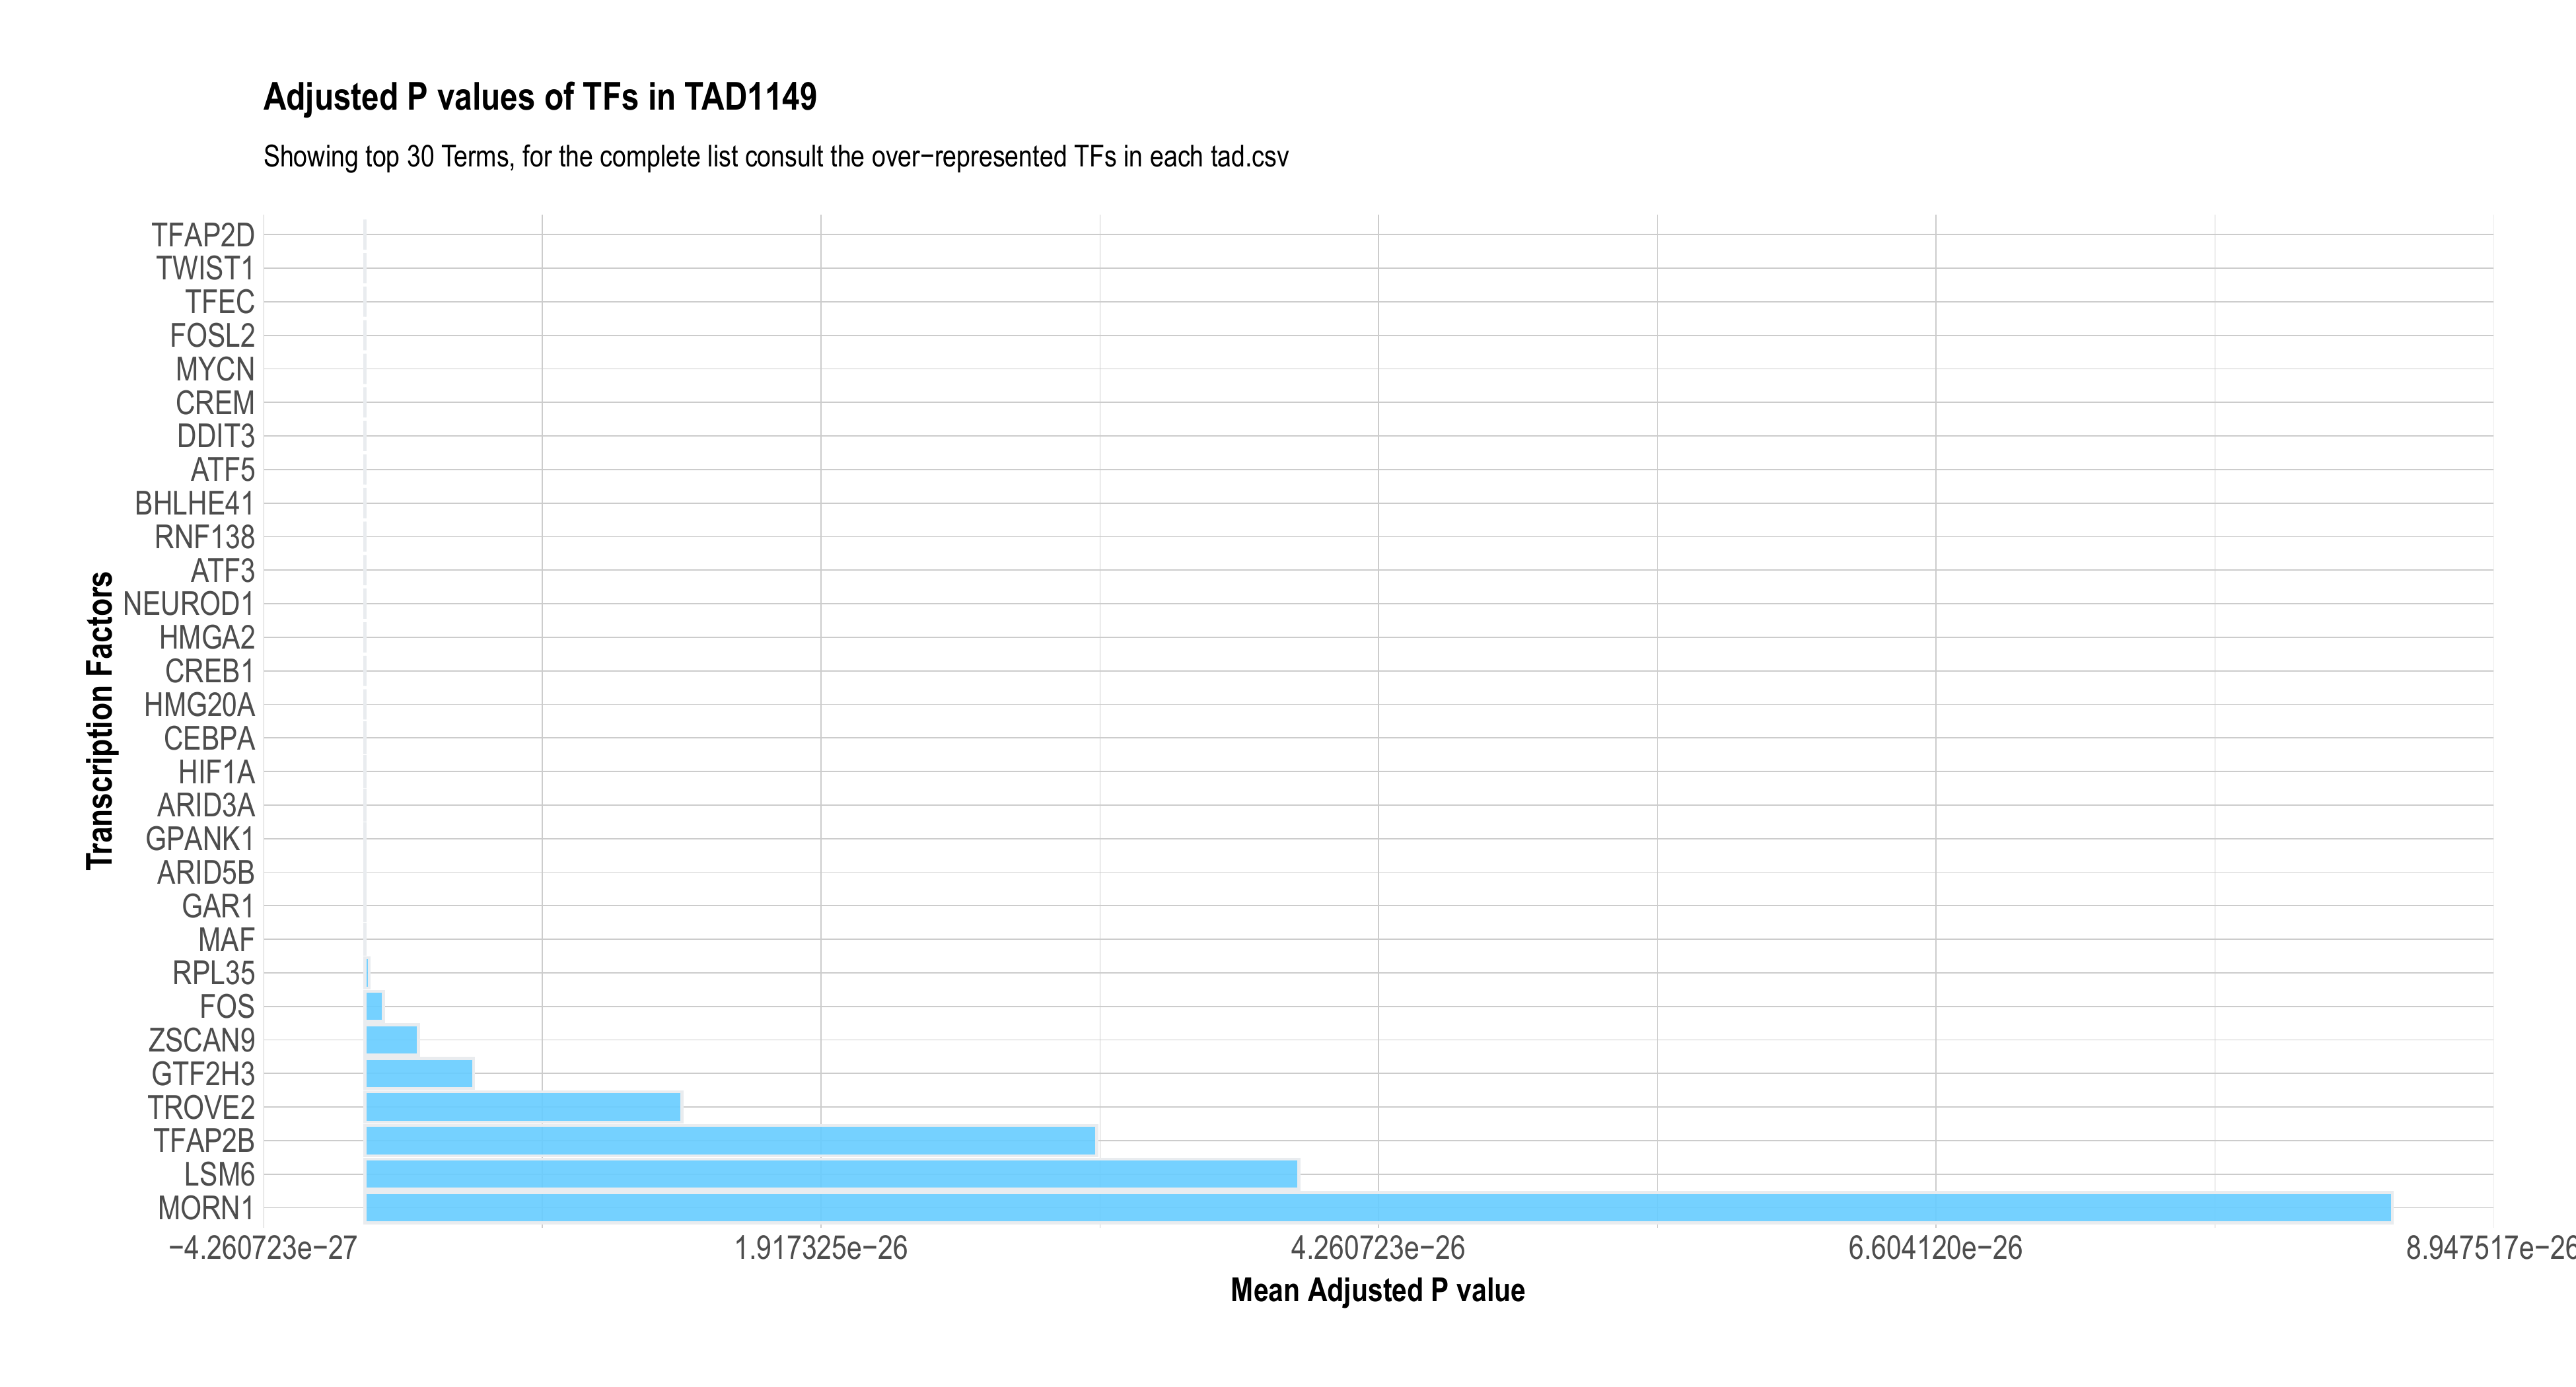 Adjusted P values of TFs in TAD1149
Showing top 30 Terms, for the complete list consult the over−represented TFs in each tad.csv
Transcription Factors
TFAP2D
TWIST1
TFEC
FOSL2
MYCN
CREM
DDIT3
ATF5
BHLHE41
RNF138
ATF3
NEUROD1
HMGA2
CREB1
HMG20A
CEBPA
HIF1A
ARID3A
GPANK1
ARID5B
GAR1
MAF
RPL35
FOS
ZSCAN9
GTF2H3
TROVE2
TFAP2B
LSM6
MORN1
−4.260723e−27 1.917325e−26 4.260723e−26 6.604120e−26 8.947517e−26
Mean Adjusted P value